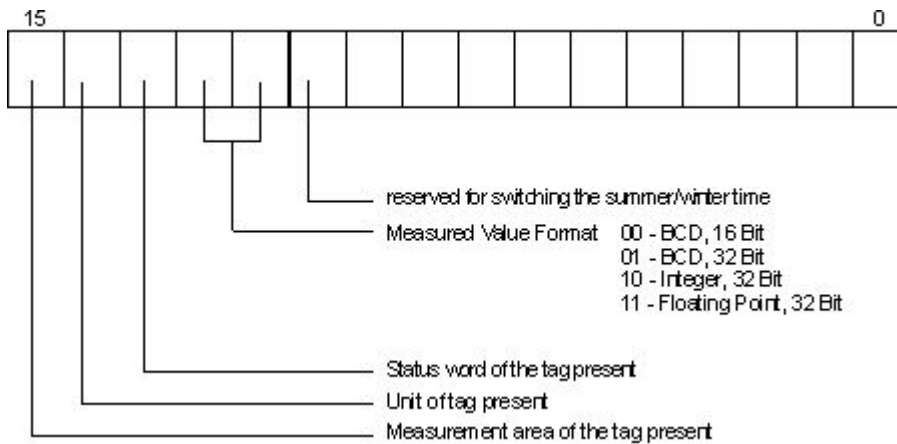 15 0
reserved for switching the summer/winter time
Measured Value Format 00 - BCD, 16 Bit
01 - BCD, 32 Bit
10 - Integer, 32 Bit
11 - Floating Point, 32 Bit
Status word of the tag present
Unit of tag present
Measurement area of the tag present